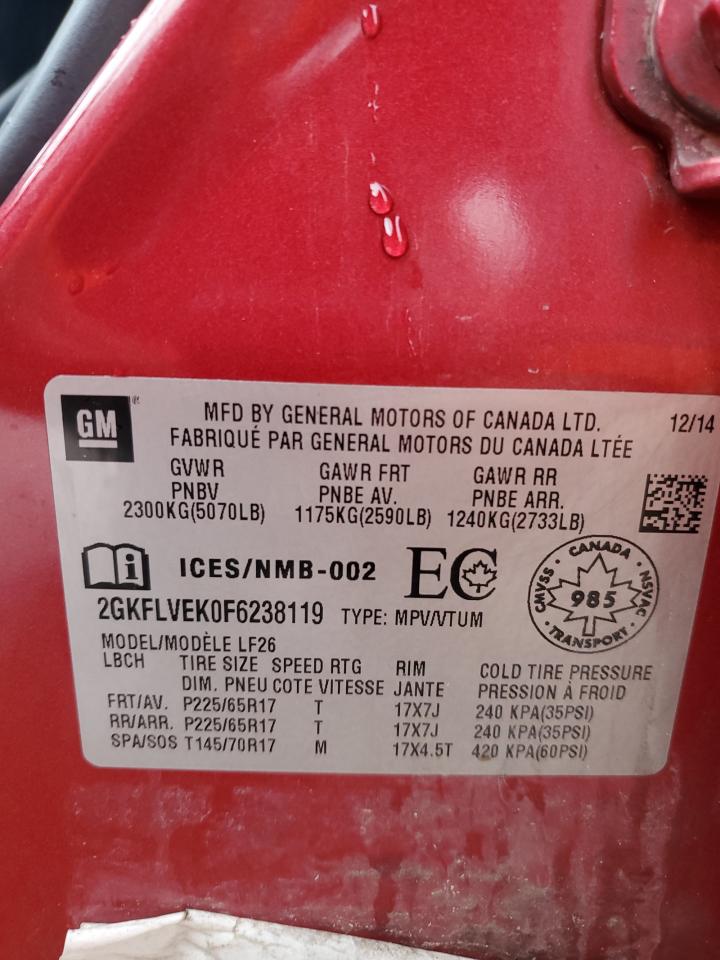 GM
MFD BY GENERAL MOTORS OF CANADA LTD. 12/14
FABRIQUÉ PAR GENERAL MOTORS DU CANADA LTÉE
GVWR GAWR FRT GAWR RR
PNBV PNBE AV. PNBE ARR.
2300KG(5070LB) 1175KG(2590LB) 1240KG(2733LB)
ICES/NMB-002 EC
CANADA
CMVSS 985 NSVAC
TRANSPORT
2GKFLVEK0F6238119 TYPE: MPV/VTUM
MODEL/MODÈLE LF26
LBCH TIRE SIZE SPEED RTG RIM COLD TIRE PRESSURE
DIM. PNEU COTE VITESSE JANTE PRESSION À FROID
FRT/AV. P225/65R17 T 17X7J 240 KPA(35PSI)
RR/ARR. P225/65R17 T 17X7J 240 KPA(35PSI)
SPA/SOS T145/70R17 M 17X4.5T 420 KPA(60PSI)